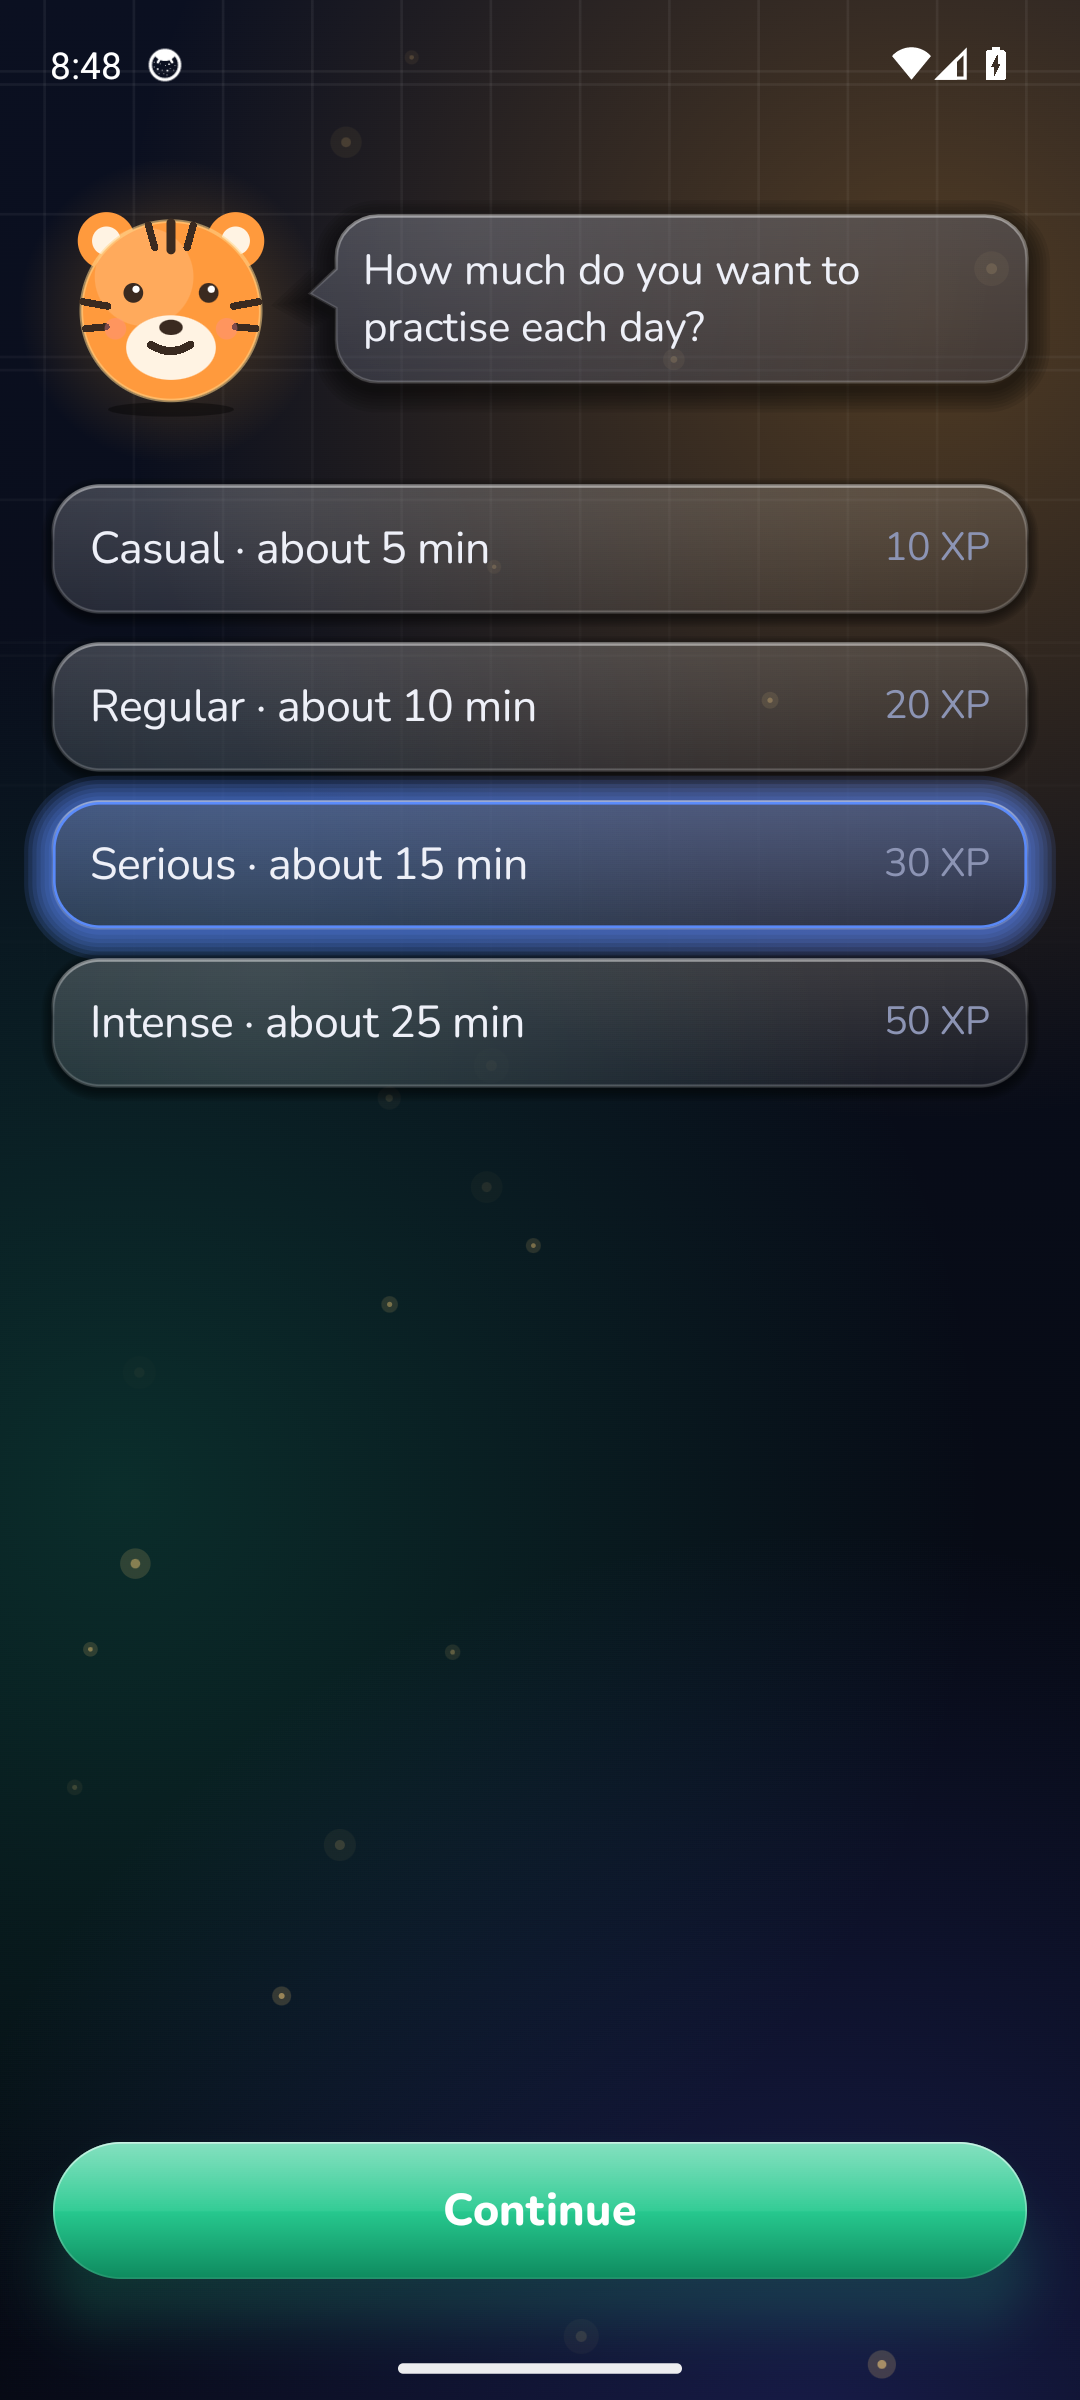 8:48
How much do you want to
practise each day?
Casual · about 5 min
10 XP
Regular · about 10 min
20 XP
Serious · about 15 min
30 XP
Intense · about 25 min
50 XP
Continue